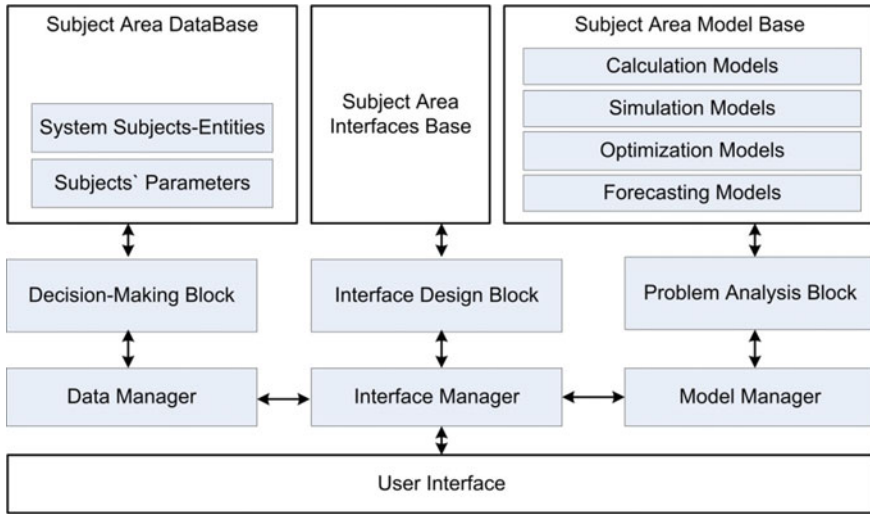 Subject Area DataBase
System Subjects-Entities
Subjects` Parameters
Subject Area
Interfaces Base
Subject Area Model Base
Calculation Models
Simulation Models
Optimization Models
Forecasting Models
Decision-Making Block
Interface Design Block
Problem Analysis Block
Data Manager
Interface Manager
Model Manager
User Interface